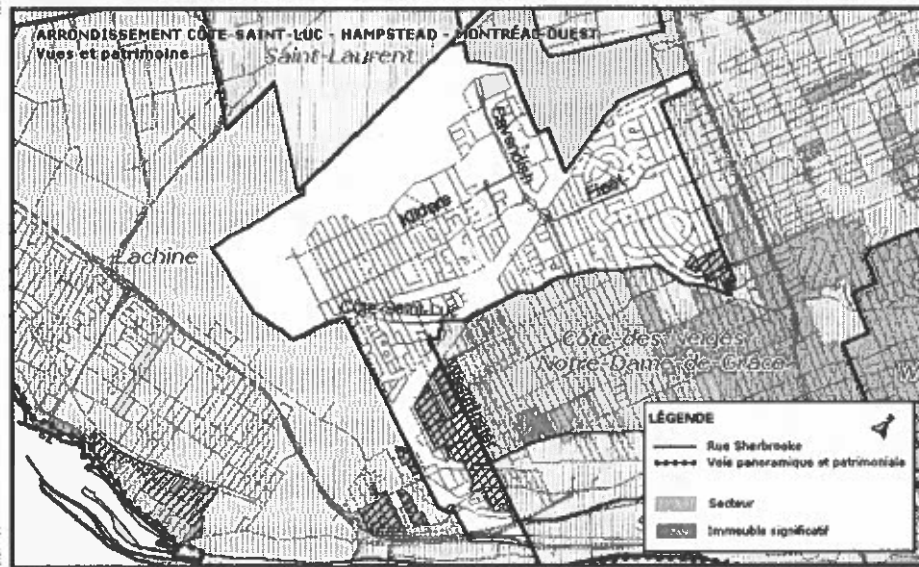 ARRONDISSEMENT CÔTE-SAINT-LUC - HAMPSTEAD - MONTRÉAL-OUEST
Vues et patrimoine
Saint-Laurent
Cavendish
Fleet
Kildare
Lachine
Côte-Saint-Luc
Côte-des-Neiges
Notre-Dame-de-Grâce
W
LÉGENDE
Rue Sherbrooke
Voie panoramique et patrimoniale
Secteur
Immeuble significatif